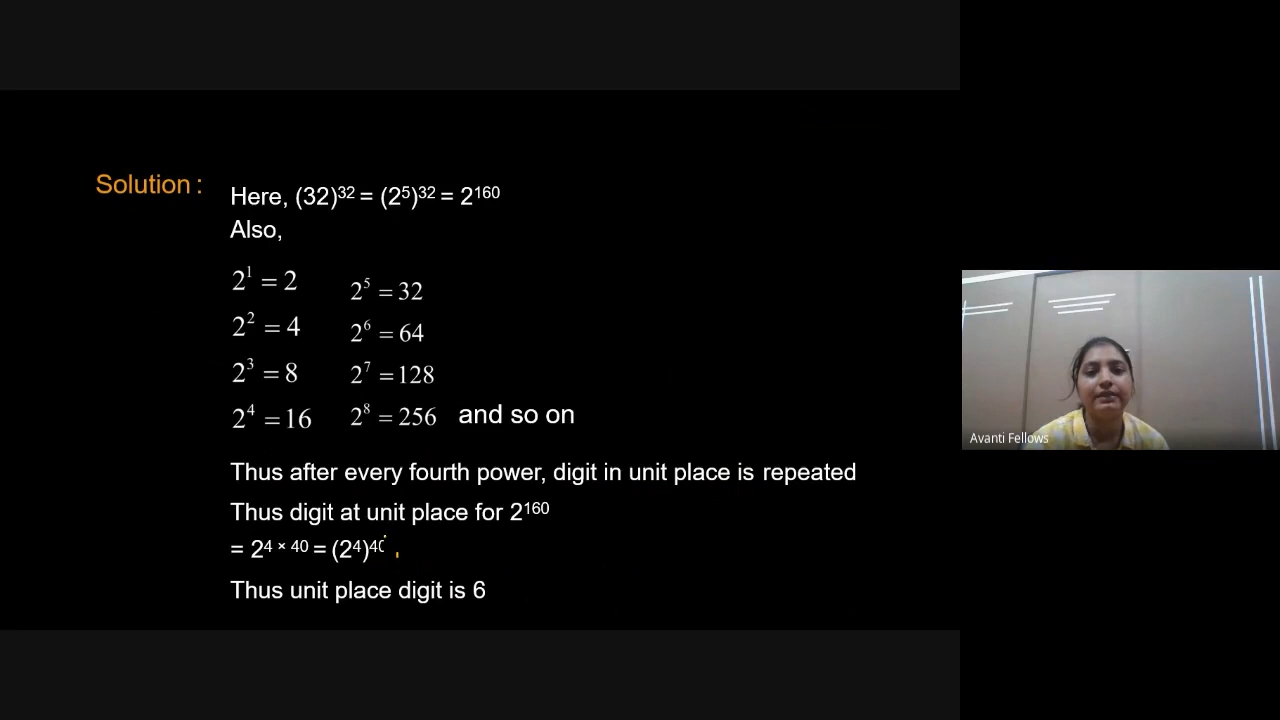 Solution :
Here, (32)³² = (2⁵)³² = 2¹⁶⁰
Also,
2¹ = 2
2² = 4
2³ = 8
2⁴ = 16
2⁵ = 32
2⁶ = 64
2⁷ = 128
2⁸ = 256 and so on
Thus after every fourth power, digit in unit place is repeated
Thus digit at unit place for 2¹⁶⁰
= 2⁴ ˣ ⁴⁰ = (2⁴)⁴⁰
Thus unit place digit is 6
Avanti Fellows